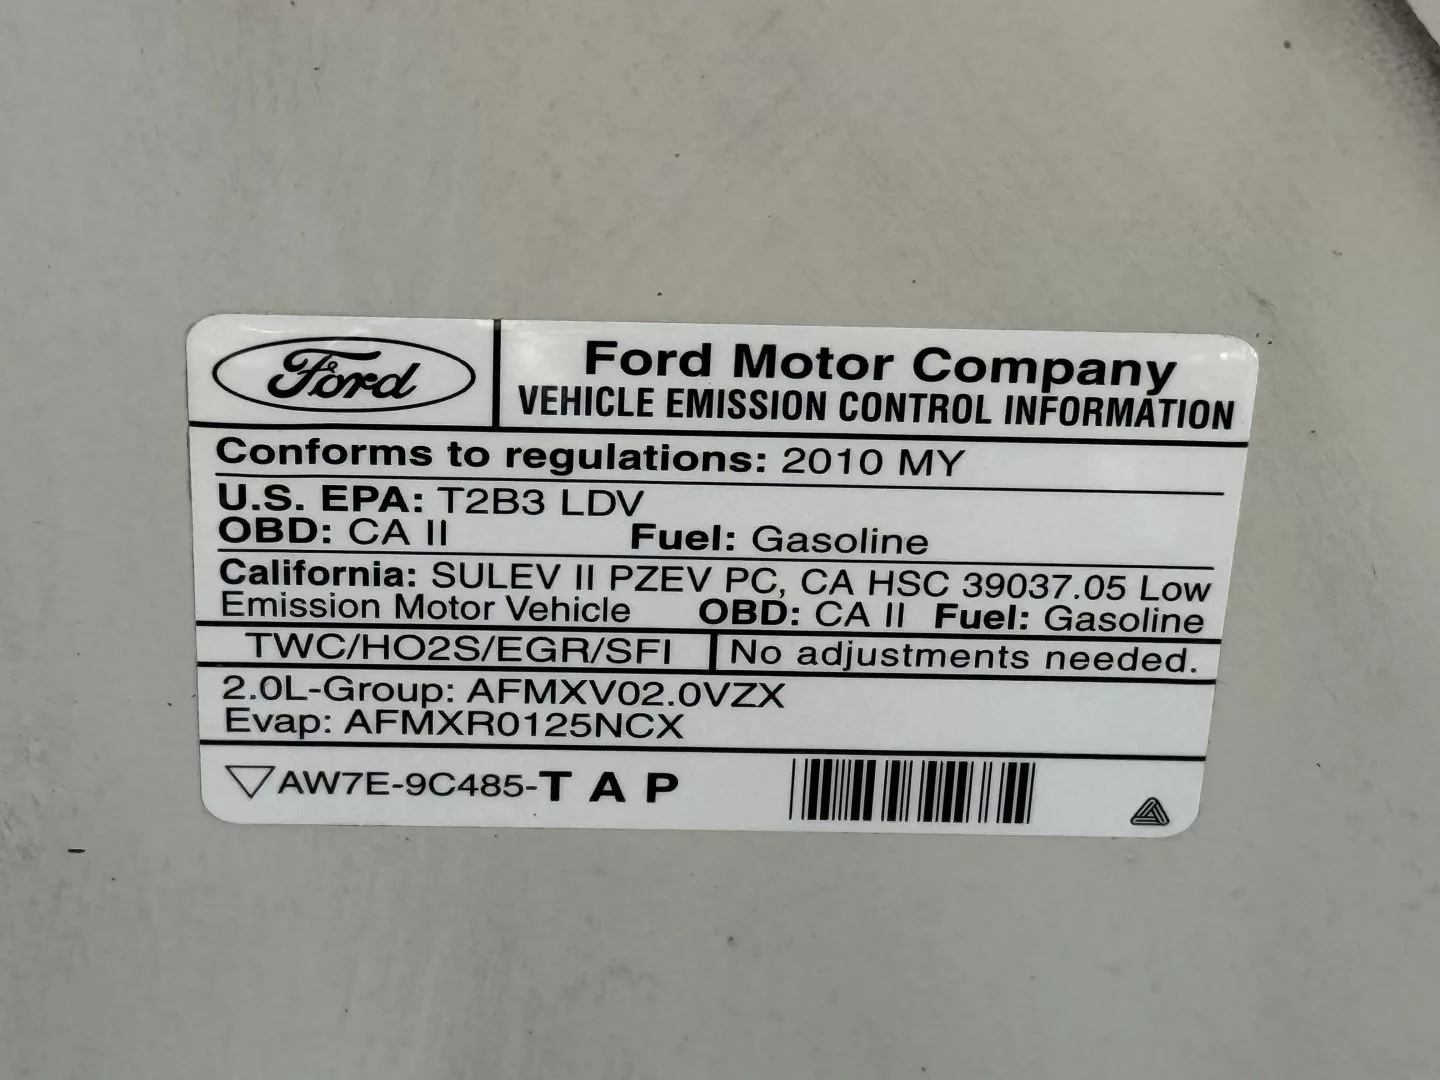 Ford
Ford Motor Company
VEHICLE EMISSION CONTROL INFORMATION
Conforms to regulations: 2010 MY
U.S. EPA: T2B3 LDV
OBD: CA II Fuel: Gasoline
California: SULEV II PZEV PC, CA HSC 39037.05 Low
Emission Motor Vehicle OBD: CA II Fuel: Gasoline
TWC/HO2S/EGR/SFI No adjustments needed.
2.0L-Group: AFMXV02.0VZX
Evap: AFMXR0125NCX
AW7E-9C485-T A P